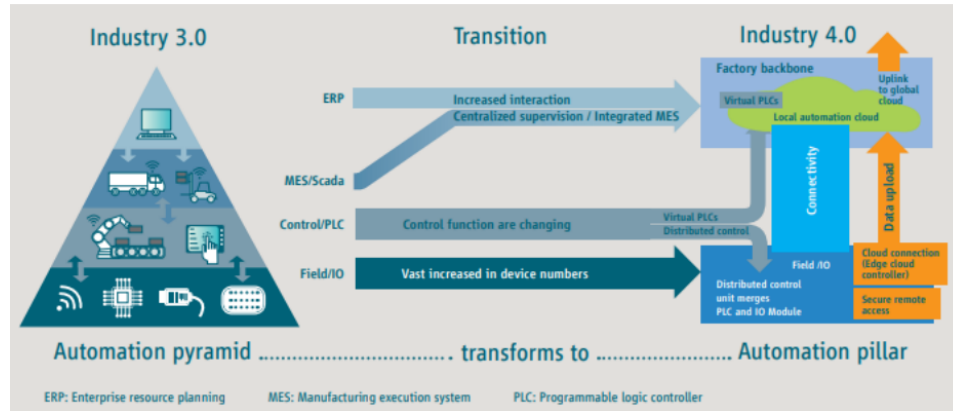 Industry 3.0
Transition
Industry 4.0
ERP
Increased interaction
Centralized supervision / Integrated MES
MES/Scada
Control/PLC
Control function are changing
Virtual PLCs
Distributed control
Field/IO
Vast increased in device numbers
Factory backbone
Virtual PLCs
Local automation cloud
Uplink
to global
cloud
Connectivity
Data upload
Field /IO
Distributed control
unit merges
PLC and IO Module
Cloud connection
(Edge cloud
controller)
Secure remote
access
Automation pyramid ................................... transforms to ........................ Automation pillar
ERP: Enterprise resource planning
MES: Manufacturing execution system
PLC: Programmable logic controller